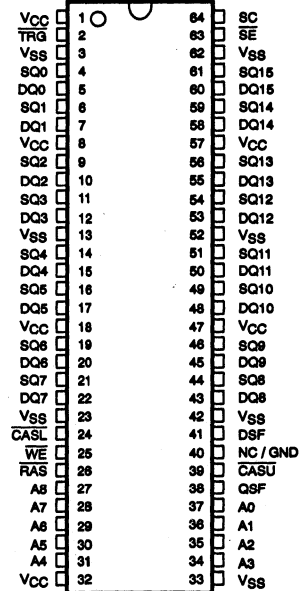 VCC 1 64 SC
TRG 2 63 SE
VSS 3 62 VSS
SQ0 4 61 SQ15
DQ0 5 60 DQ15
SQ1 6 59 SQ14
DQ1 7 58 DQ14
VCC 8 57 VCC
SQ2 9 56 SQ13
DQ2 10 55 DQ13
SQ3 11 54 SQ12
DQ3 12 53 DQ12
VSS 13 52 VSS
SQ4 14 51 SQ11
DQ4 15 50 DQ11
SQ5 16 49 SQ10
DQ5 17 48 DQ10
VCC 18 47 VCC
SQ6 19 46 SQ9
DQ6 20 45 DQ9
SQ7 21 44 SQ8
DQ7 22 43 DQ8
VSS 23 42 VSS
CASL 24 41 DSF
WE 25 40 NC / GND
RAS 26 39 CASU
A8 27 38 QSF
A7 28 37 A0
A6 29 36 A1
A5 30 35 A2
A4 31 34 A3
VCC 32 33 VSS